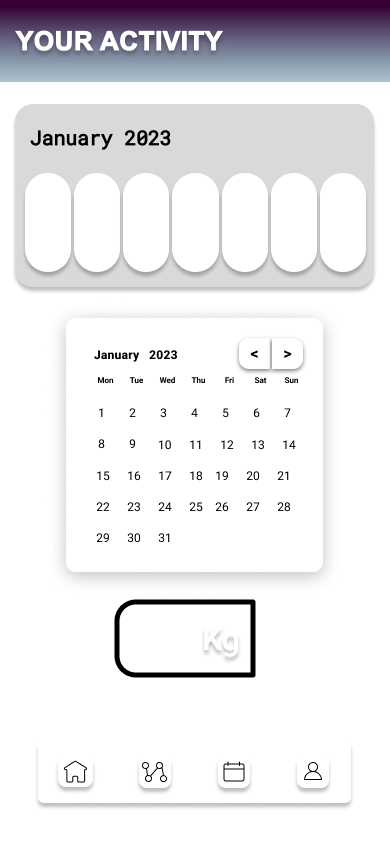 YOUR ACTIVITY
January 2023
January 2023 < >
Mon Tue Wed Thu Fri Sat Sun
1 2 3 4 5 6 7
8 9 10 11 12 13 14
15 16 17 18 19 20 21
22 23 24 25 26 27 28
29 30 31
Kg